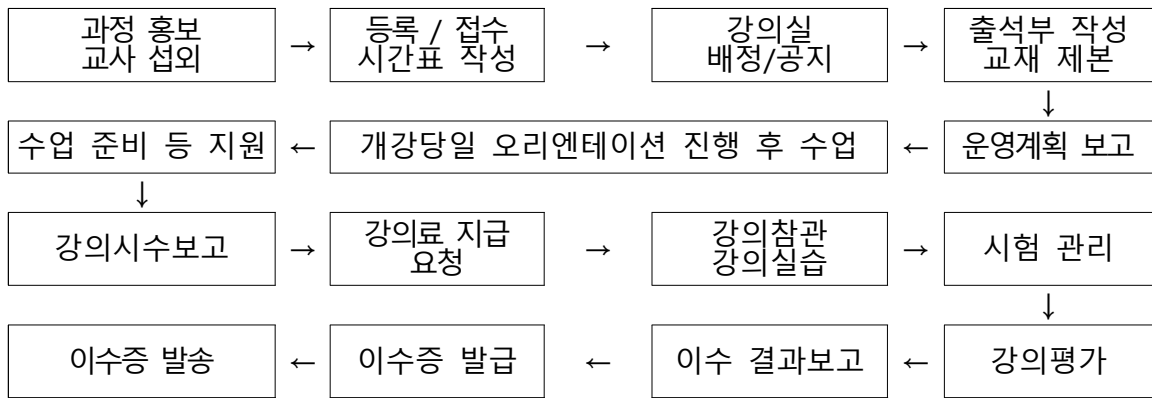 과정 홍보
교사 섭외
→
등록 / 접수
시간표 작성
→
강의실
배정/공지
→
출석부 작성
교재 제본
↓
수업 준비 등 지원 ← 개강당일 오리엔테이션 진행 후 수업 ← 운영계획 보고
↓
강의시수보고
→
강의료 지급
요청
→
강의참관
강의실습
→
시험 관리
↓
이수증 발송 ← 이수증 발급 ← 이수 결과보고 ← 강의평가